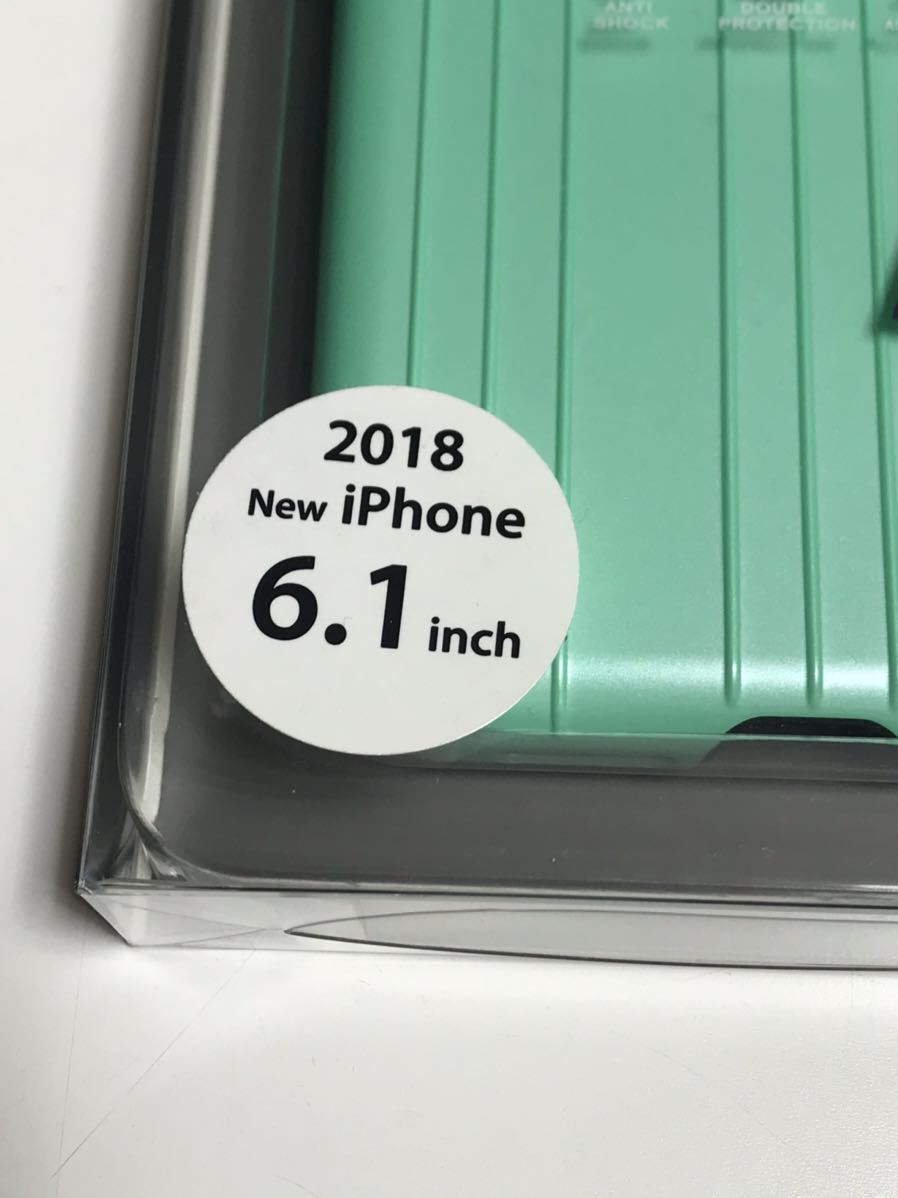 ANTI
SHOCK
DOUBLE
PROTECTION
2018
New iPhone
6.1 inch